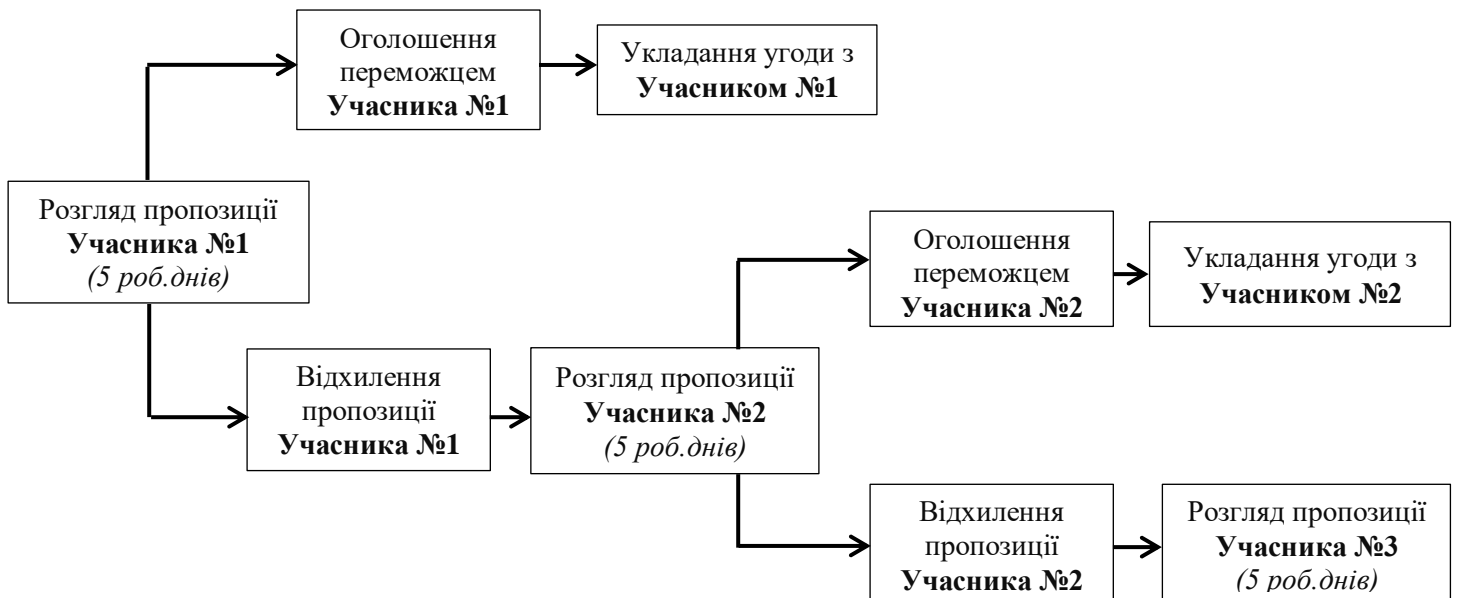 Оголошення
переможцем
Учасника №1
Укладання угоди з
Учасником №1
Розгляд пропозиції
Учасника №1
(5 роб.днів)
Оголошення
переможцем
Учасника №2
Укладання угоди з
Учасником №2
Відхилення
пропозиції
Учасника №1
Розгляд пропозиції
Учасника №2
(5 роб.днів)
Відхилення
пропозиції
Учасника №2
Розгляд пропозиції
Учасника №3
(5 роб.днів)